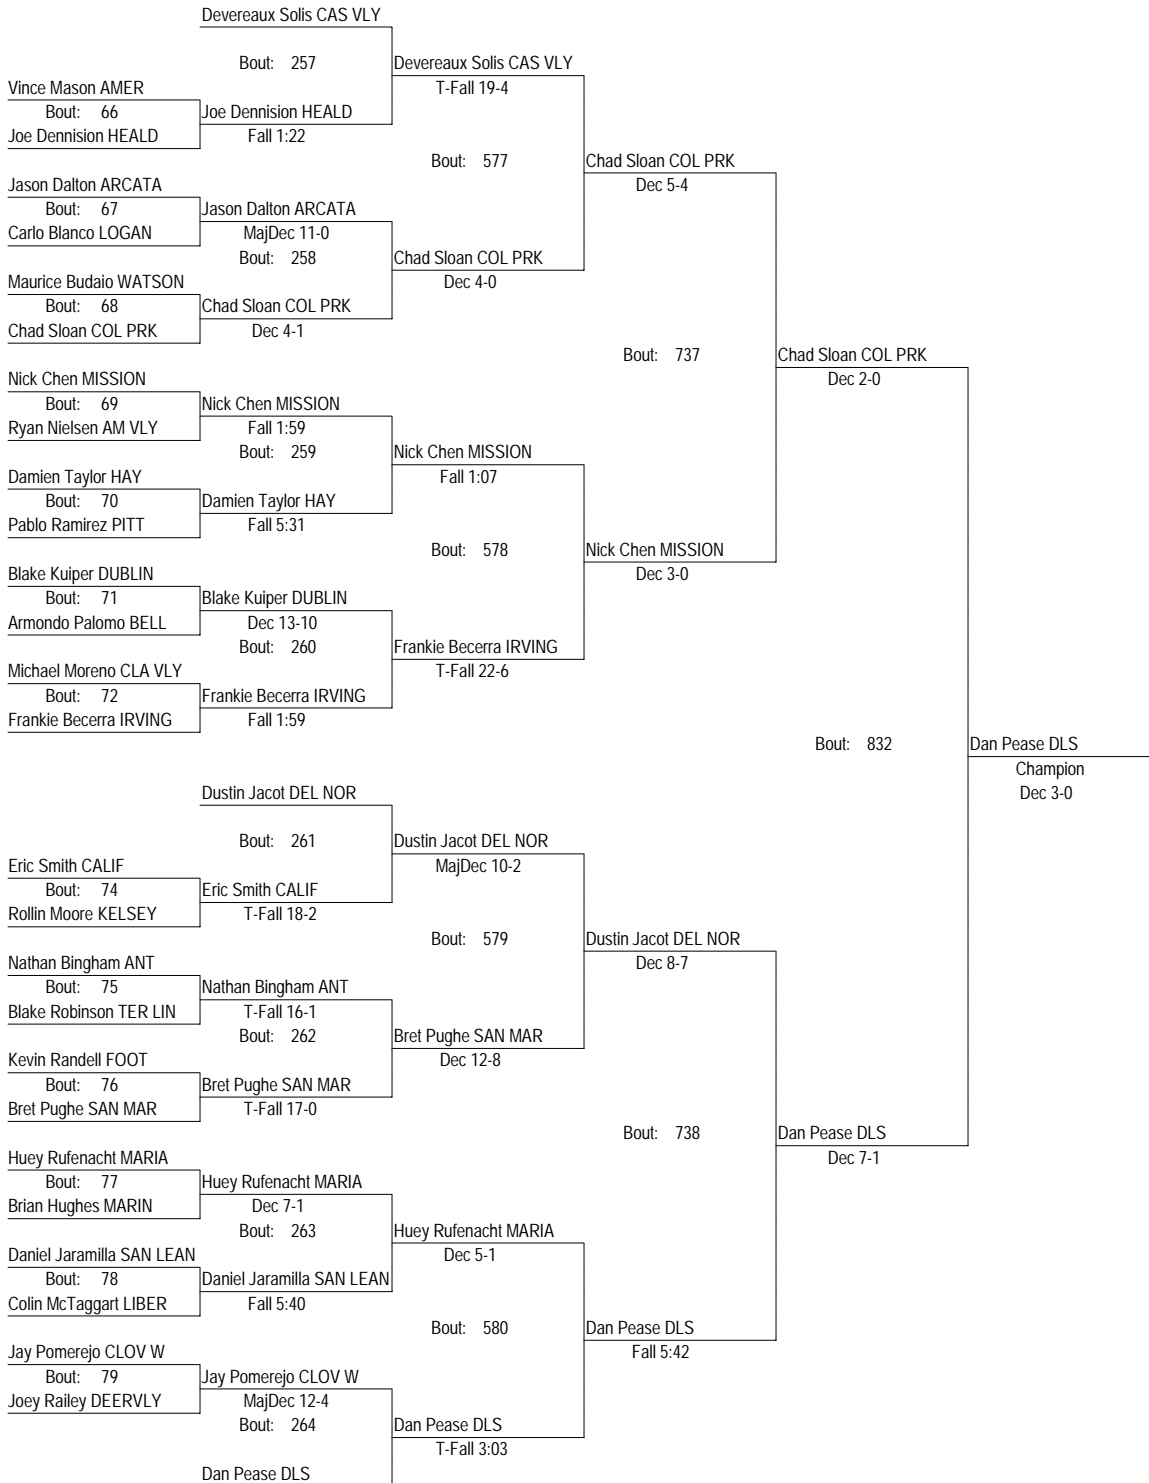 Devereaux Solis CAS VLY
Bout: 257
Devereaux Solis CAS VLY
T-Fall 19-4
Vince Mason AMER
Bout: 66
Joe Dennision HEALD
Joe Dennision HEALD
Fall 1:22
Bout: 577
Chad Sloan COL PRK
Dec 5-4
Jason Dalton ARCATA
Bout: 67
Carlo Blanco LOGAN
Jason Dalton ARCATA
MajDec 11-0
Bout: 258
Chad Sloan COL PRK
Dec 4-0
Maurice Budaio WATSON
Bout: 68
Chad Sloan COL PRK
Chad Sloan COL PRK
Dec 4-1
Bout: 737
Chad Sloan COL PRK
Dec 2-0
Nick Chen MISSION
Bout: 69
Ryan Nielsen AM VLY
Nick Chen MISSION
Fall 1:59
Bout: 259
Nick Chen MISSION
Fall 1:07
Damien Taylor HAY
Bout: 70
Pablo Ramirez PITT
Damien Taylor HAY
Fall 5:31
Bout: 578
Nick Chen MISSION
Dec 3-0
Blake Kuiper DUBLIN
Bout: 71
Armondo Palomo BELL
Blake Kuiper DUBLIN
Dec 13-10
Bout: 260
Frankie Becerra IRVING
T-Fall 22-6
Michael Moreno CLA VLY
Bout: 72
Frankie Becerra IRVING
Frankie Becerra IRVING
Fall 1:59
Bout: 832
Dan Pease DLS
Champion
Dec 3-0
Dustin Jacot DEL NOR
Bout: 261
Dustin Jacot DEL NOR
MajDec 10-2
Eric Smith CALIF
Bout: 74
Rollin Moore KELSEY
Eric Smith CALIF
T-Fall 18-2
Bout: 579
Dustin Jacot DEL NOR
Dec 8-7
Nathan Bingham ANT
Bout: 75
Blake Robinson TER LIN
Nathan Bingham ANT
T-Fall 16-1
Bout: 262
Bret Pughe SAN MAR
Dec 12-8
Kevin Randell FOOT
Bout: 76
Bret Pughe SAN MAR
Bret Pughe SAN MAR
T-Fall 17-0
Bout: 738
Dan Pease DLS
Dec 7-1
Huey Rufenacht MARIA
Bout: 77
Brian Hughes MARIN
Huey Rufenacht MARIA
Dec 7-1
Bout: 263
Huey Rufenacht MARIA
Dec 5-1
Daniel Jaramilla SAN LEAN
Bout: 78
Colin McTaggart LIBER
Daniel Jaramilla SAN LEAN
Fall 5:40
Bout: 580
Dan Pease DLS
Fall 5:42
Jay Pomerejo CLOV W
Bout: 79
Joey Railey DEERVLY
Jay Pomerejo CLOV W
MajDec 12-4
Bout: 264
Dan Pease DLS
T-Fall 3:03
Dan Pease DLS